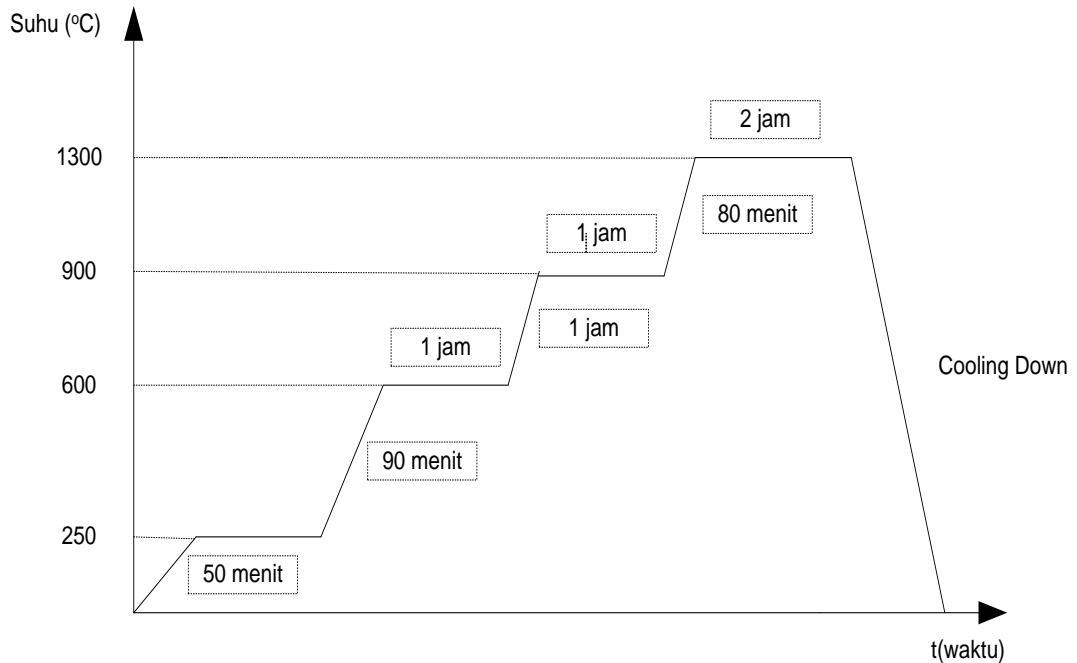 Suhu (ºC)
2 jam
1300
80 menit
1 jam
900
1 jam
1 jam
600
Cooling Down
90 menit
250
50 menit
t(waktu)